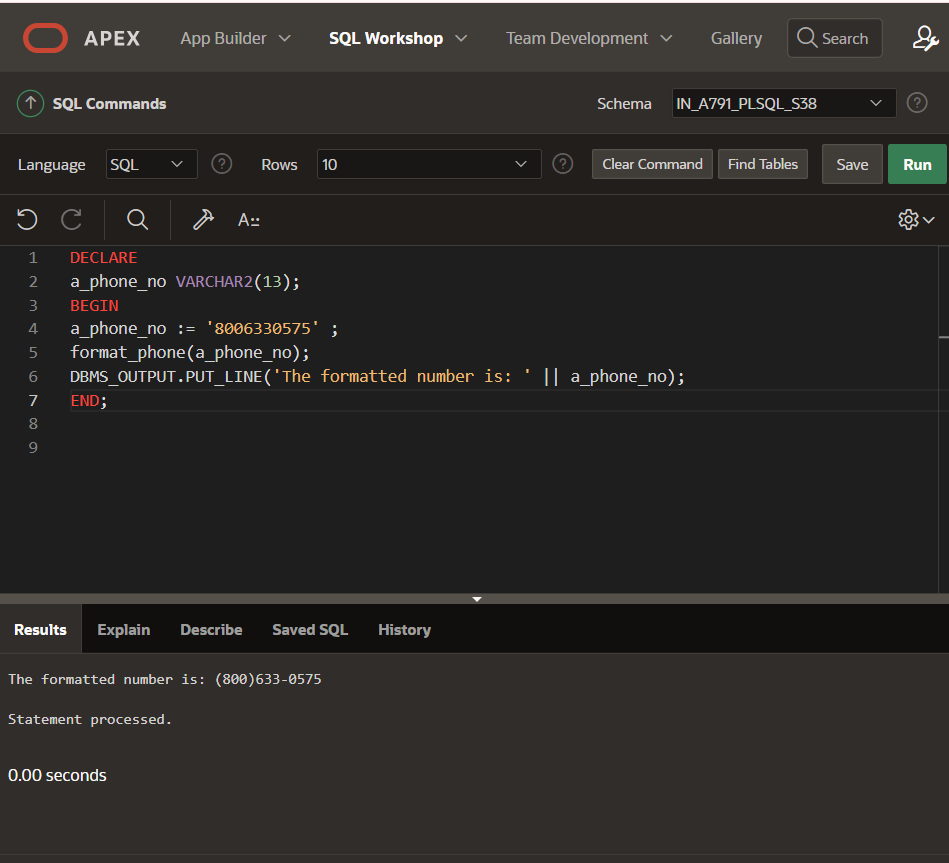 APEX App Builder SQL Workshop Team Development Gallery Search
SQL Commands Schema IN_A791_PLSQL_S38 ?
Language SQL ? Rows 10 ? Clear Command Find Tables Save Run
A::
1 DECLARE
2 a_phone_no VARCHAR2(13);
3 BEGIN
4 a_phone_no := '8006330575' ;
5 format_phone(a_phone_no);
6 DBMS_OUTPUT.PUT_LINE('The formatted number is: ' || a_phone_no);
7 END;
8
9
Results Explain Describe Saved SQL History
The formatted number is: (800)633-0575
Statement processed.
0.00 seconds